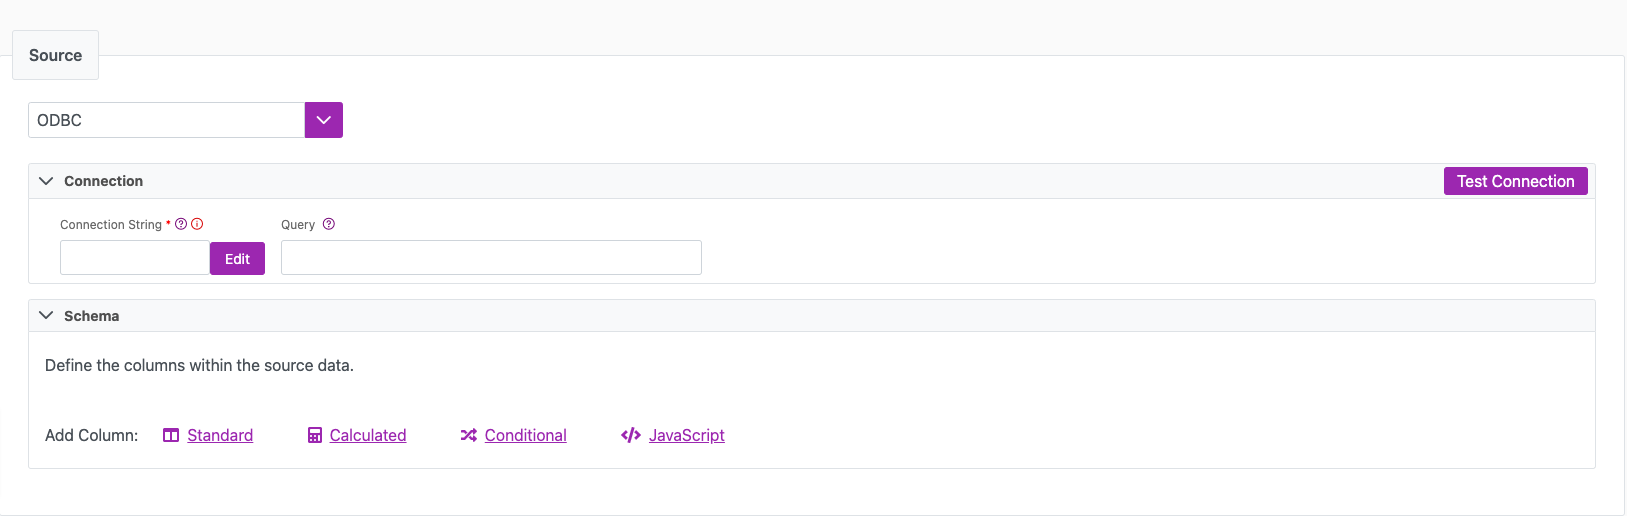 Source
ODBC
Connection
Test Connection
Connection String *
Query
Edit
Schema
Define the columns within the source data.
Add Column: Standard Calculated Conditional JavaScript